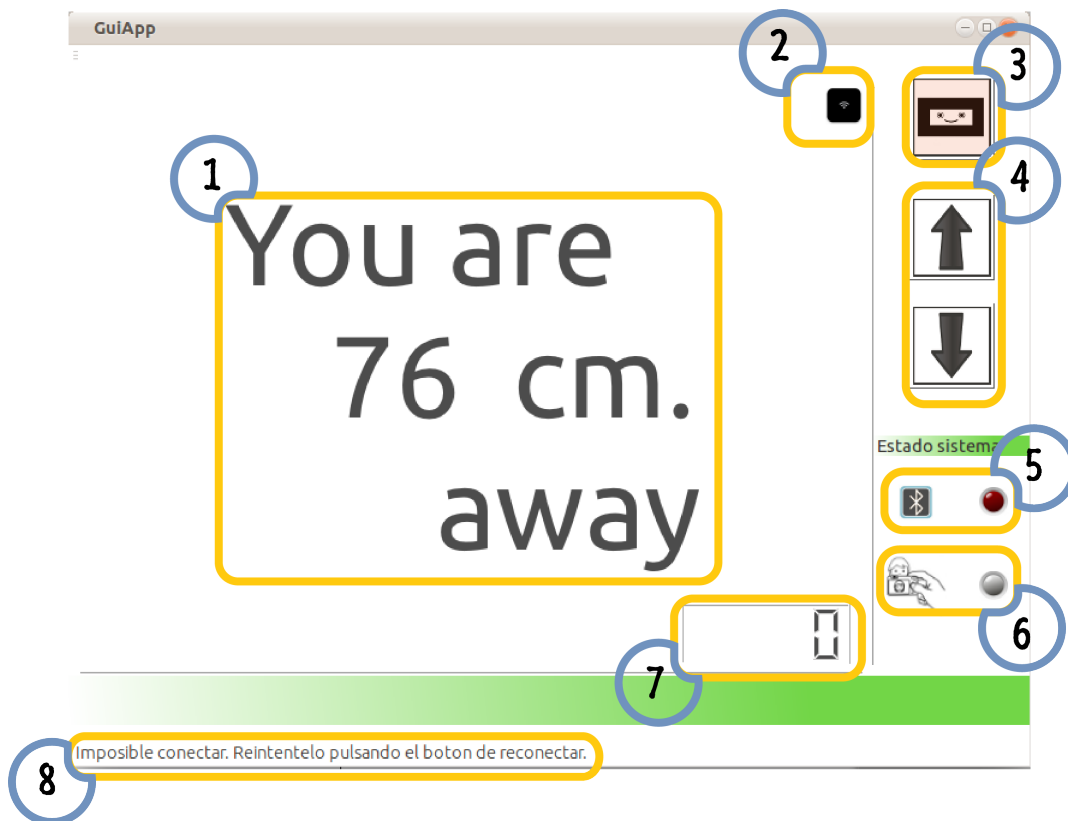 GuiApp
2
3
1
4
You are
76 cm.
away
Estado sistema
5
6
0
7
Imposible conectar. Reintentelo pulsando el boton de reconectar.
8